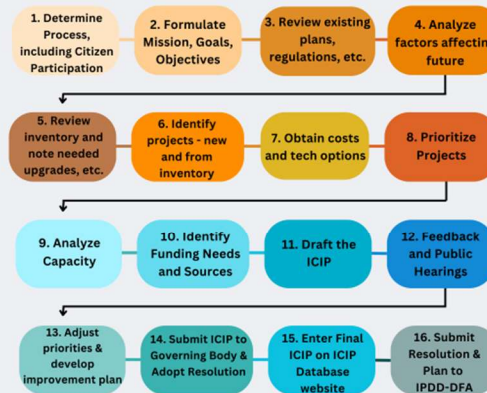 1. Determine
Process,
including Citizen
Participation
2. Formulate
Mission, Goals,
Objectives
3. Review existing
plans,
regulations, etc.
4. Analyze
factors affecting
future
5. Review
inventory and
note needed
upgrades, etc.
6. Identify
projects - new
and from
inventory
7. Obtain costs
and tech options
8. Prioritize
Projects
9. Analyze
Capacity
10. Identify
Funding Needs
and Sources
11. Draft the
ICIP
12. Feedback
and Public
Hearings
13. Adjust
priorities &
develop
improvement plan
14. Submit ICIP to
Governing Body &
Adopt Resolution
15. Enter Final
ICIP on ICIP
Database
website
16. Submit
Resolution &
Plan to
IPDD-DFA